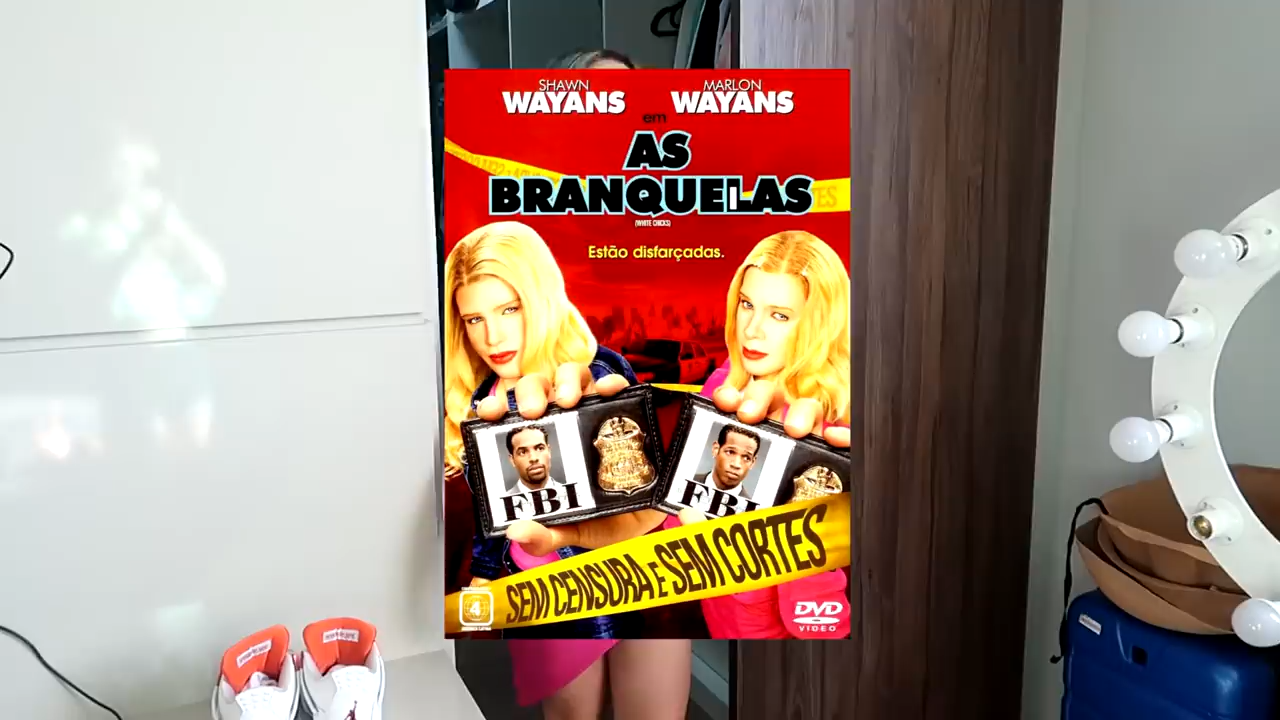 SHAWN
WAYANS
MARLON
WAYANS
em
AS
BRANQUELAS
(WHITE CHICKS)
Estão disfarçadas.
FBI
FBI
SEM CENSURA E SEM CORTES
4
DVD
VIDEO